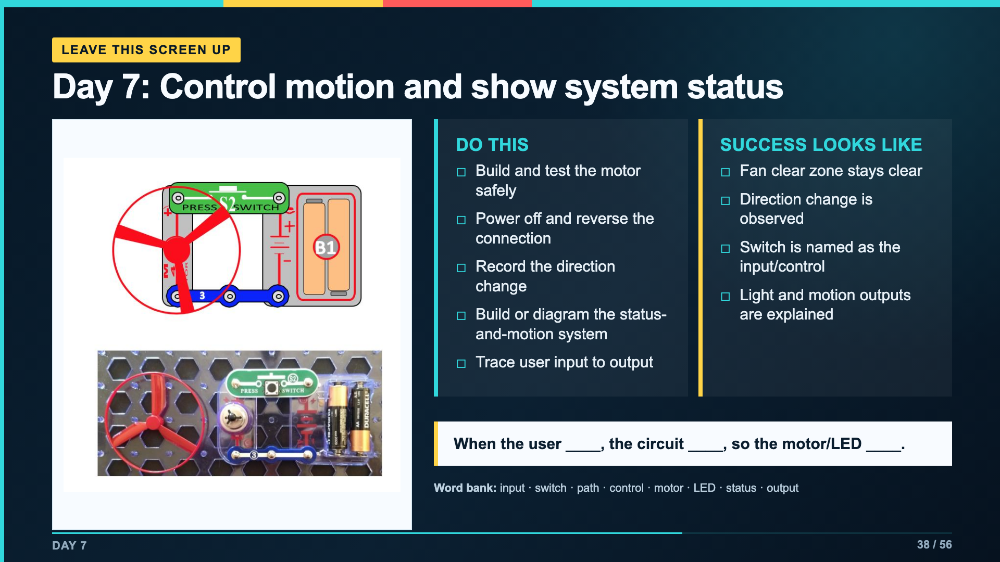 LEAVE THIS SCREEN UP
Day 7: Control motion and show system status
PRESS S2 SWITCH
+
+
-
B1
M4
3
S2
PRESS SWITCH
DURACELL
3
DO THIS
Build and test the motor
safely
Power off and reverse the
connection
Record the direction
change
Build or diagram the status-
and-motion system
Trace user input to output
SUCCESS LOOKS LIKE
Fan clear zone stays clear
Direction change is
observed
Switch is named as the
input/control
Light and motion outputs
are explained
When the user ____, the circuit ____, so the motor/LED ____.
Word bank: input · switch · path · control · motor · LED · status · output
DAY 7
38 / 56